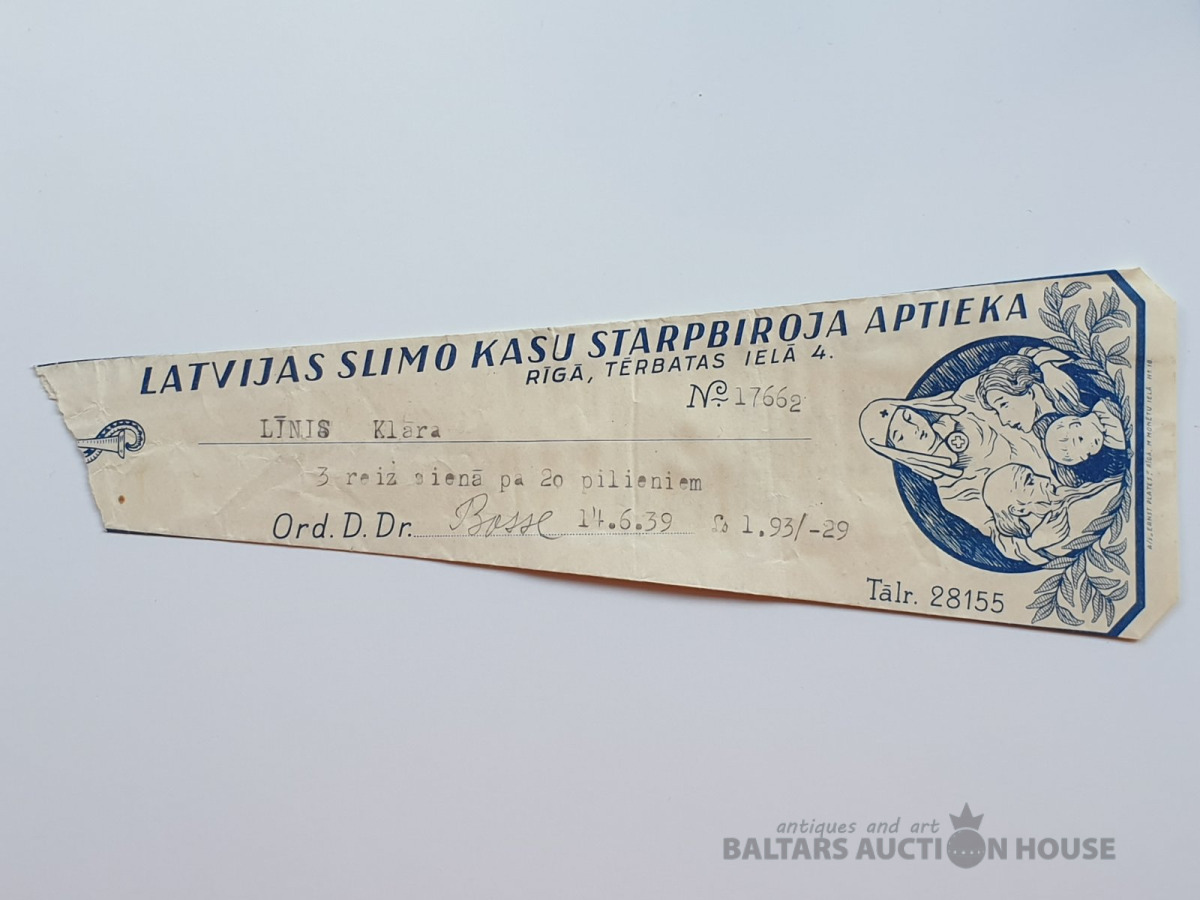 LATVIJAS SLIMO KASU STARPBIROJA APTIEKA
RĪGĀ, TĒRBATAS IELĀ 4.
№ 17662
LĪNIS Klāra
3 reiz dienā pa 20 pilieniem
Ord. D. Dr. Bosse 14.6.39 Ls 1.93/-29
Tālr. 28155
antiques and art
BALTARS AUCTION HOUSE